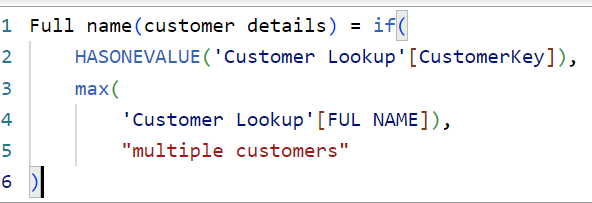 1 Full name(customer details) = if(
2 HASONEVALUE('Customer Lookup'[CustomerKey]),
3 max(
4 'Customer Lookup'[FUL NAME]),
5 "multiple customers"
6 )